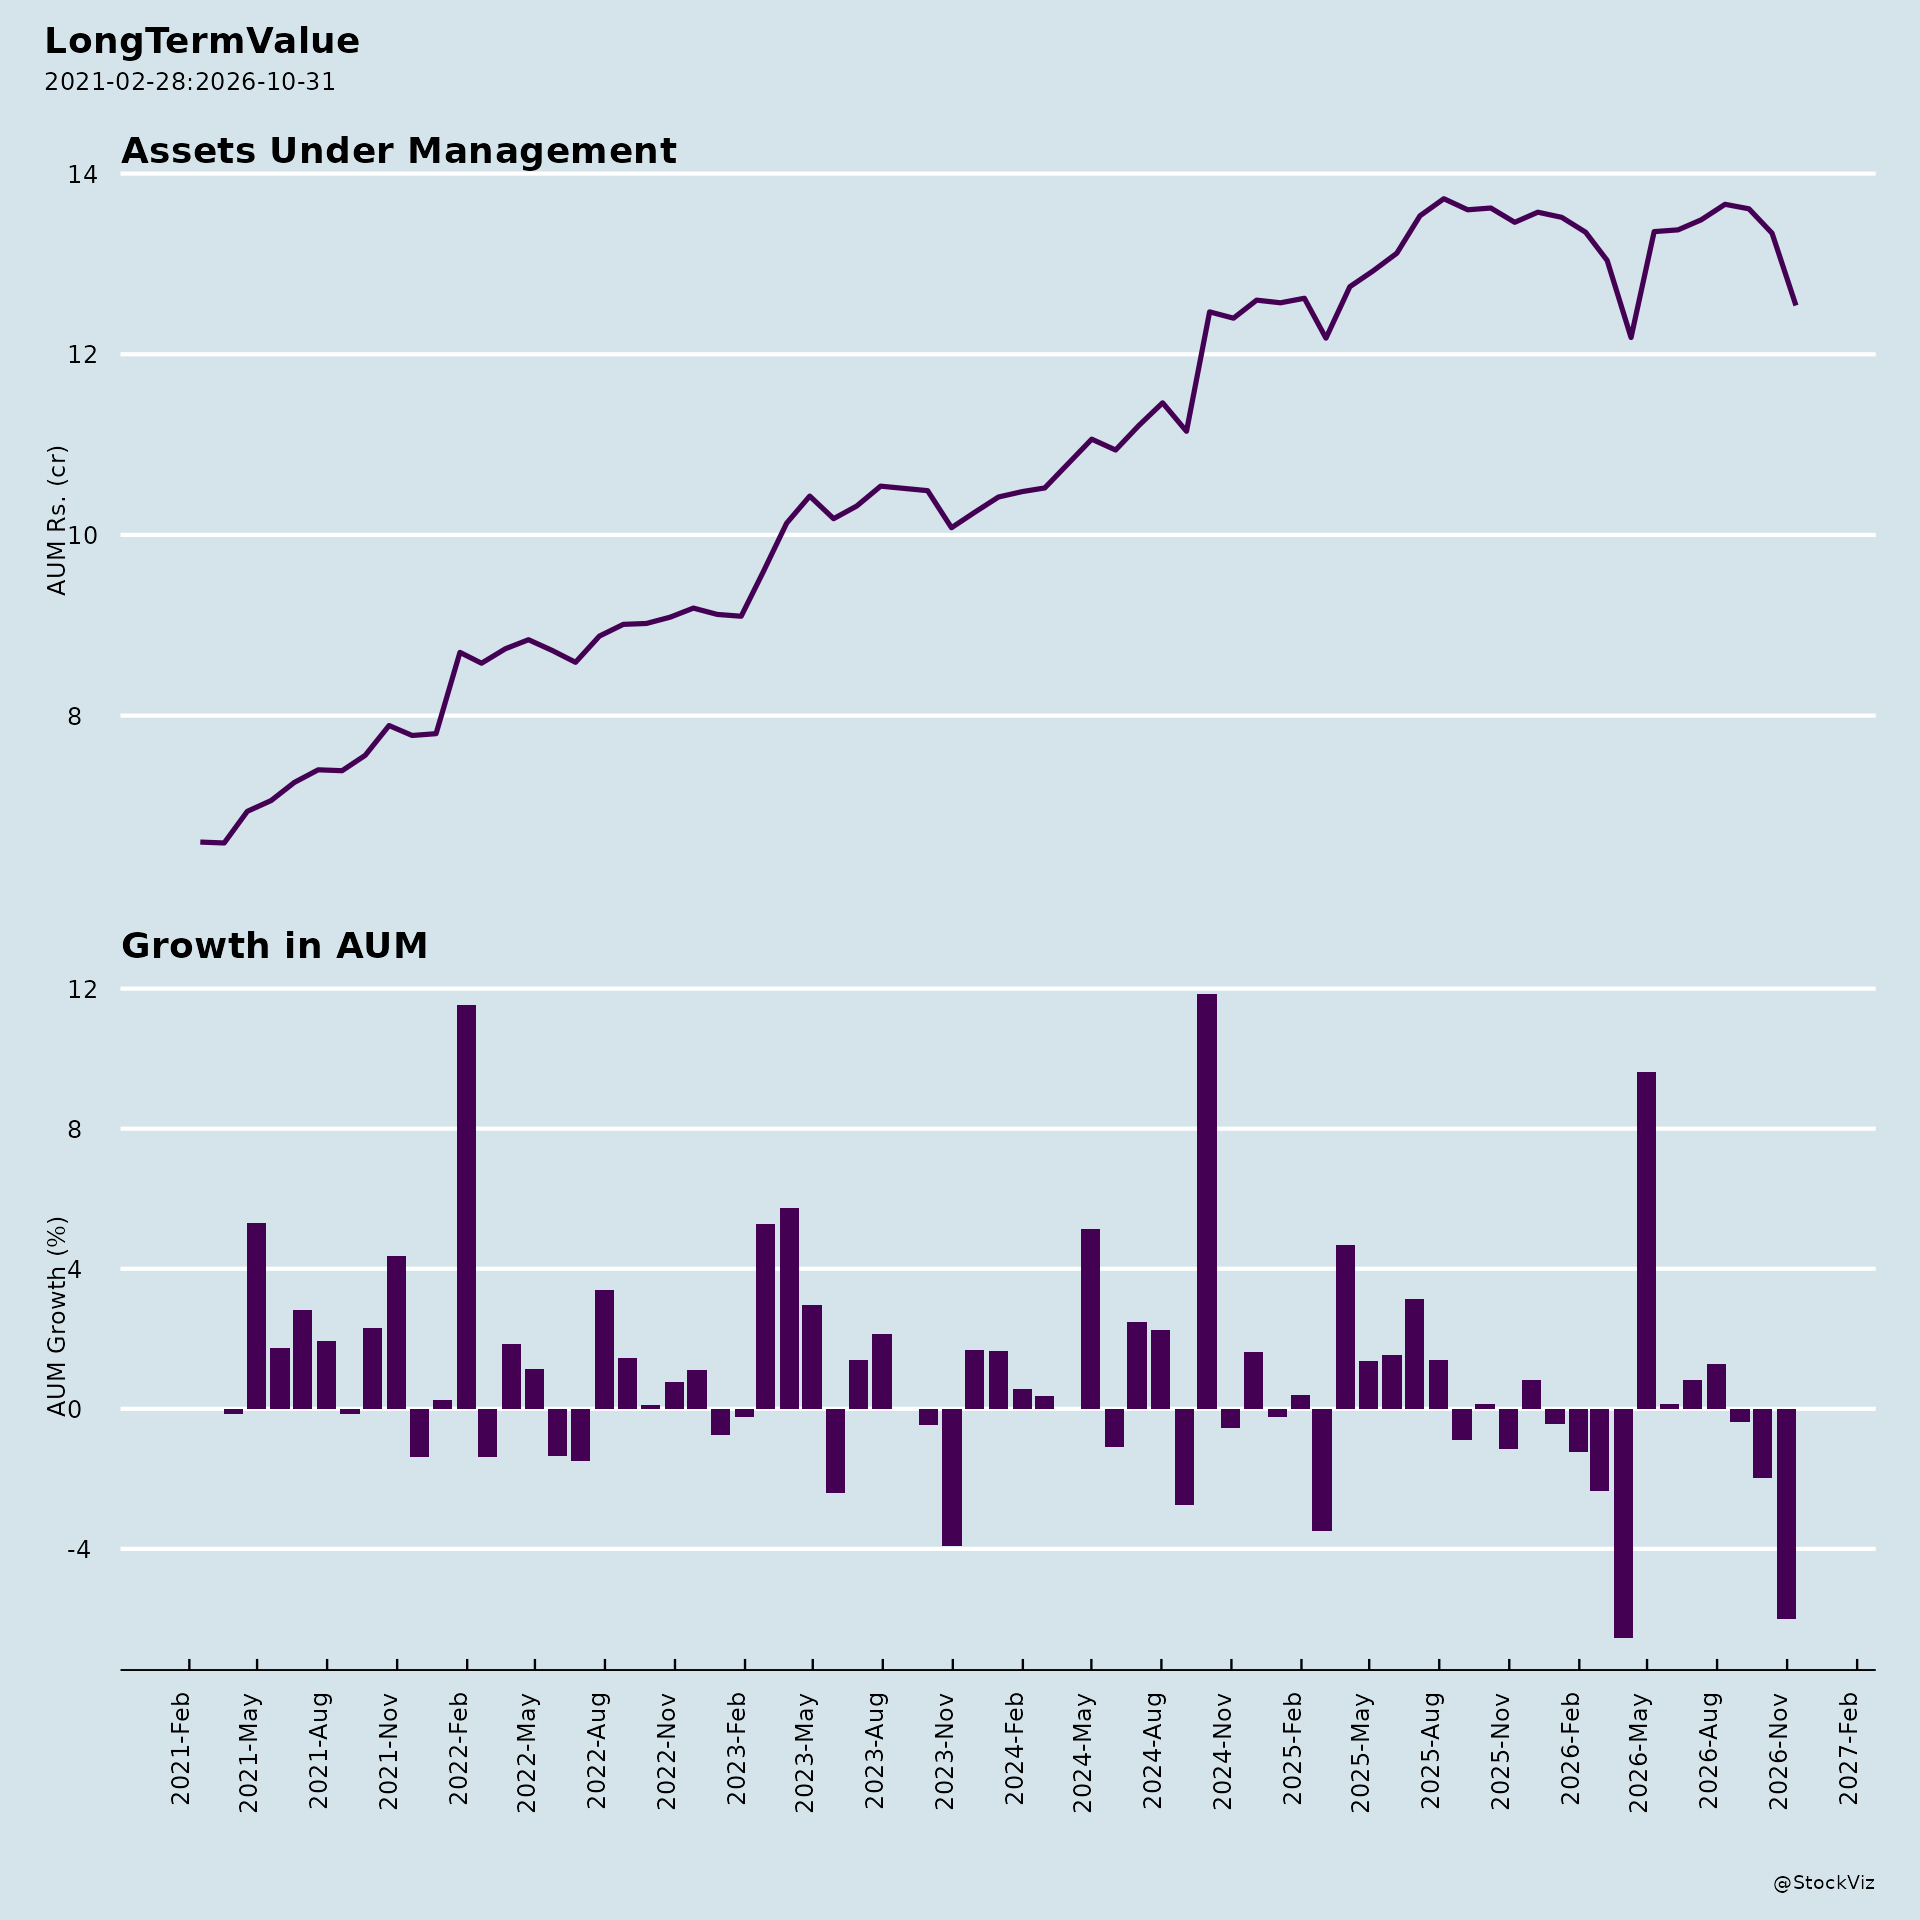 LongTermValue
2021-02-28:2026-10-31
Assets Under Management
14
12
10
8
AUM Rs. (cr)
Growth in AUM
12
8
4
0
-4
AUM Growth (%)
2021-Feb
2021-May
2021-Aug
2021-Nov
2022-Feb
2022-May
2022-Aug
2022-Nov
2023-Feb
2023-May
2023-Aug
2023-Nov
2024-Feb
2024-May
2024-Aug
2024-Nov
2025-Feb
2025-May
2025-Aug
2025-Nov
2026-Feb
2026-May
2026-Aug
2026-Nov
2027-Feb
@StockViz